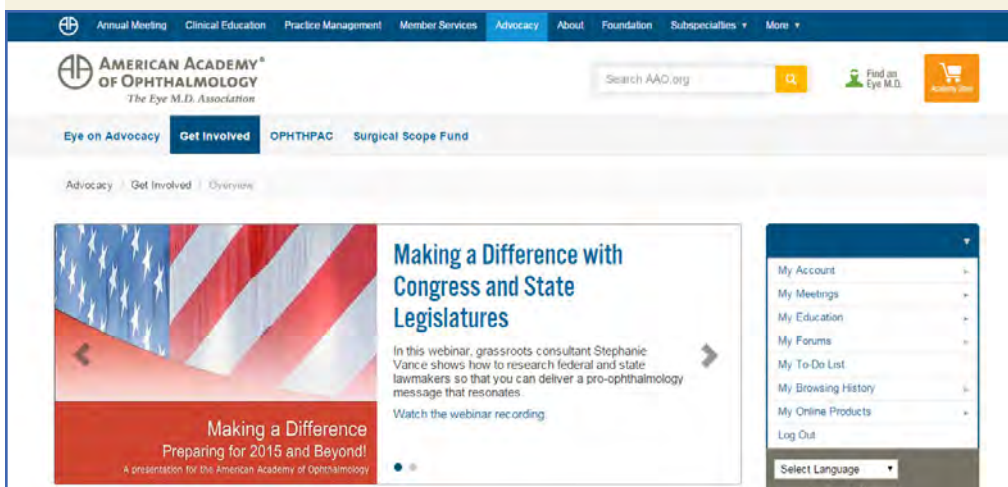 Annual Meeting Clinical Education Practice Management Member Services Advocacy About Foundation Subspecialties More
AMERICAN ACADEMY®
OF OPHTHALMOLOGY
The Eye M.D. Association
Search AAO.org
Find an
Eye M.D.
Academy Store
Eye on Advocacy Get Involved OPHTHPAC Surgical Scope Fund
Advocacy / Get Involved / Overview
Making a Difference
Preparing for 2015 and Beyond!
A presentation for the American Academy of Ophthalmology
Making a Difference with
Congress and State
Legislatures
In this webinar, grassroots consultant Stephanie
Vance shows how to research federal and state
lawmakers so that you can deliver a pro-ophthalmology
message that resonates.
Watch the webinar recording
My Account
My Meetings
My Education
My Forums
My To-Do List
My Browsing History
My Online Products
Log Out
Select Language